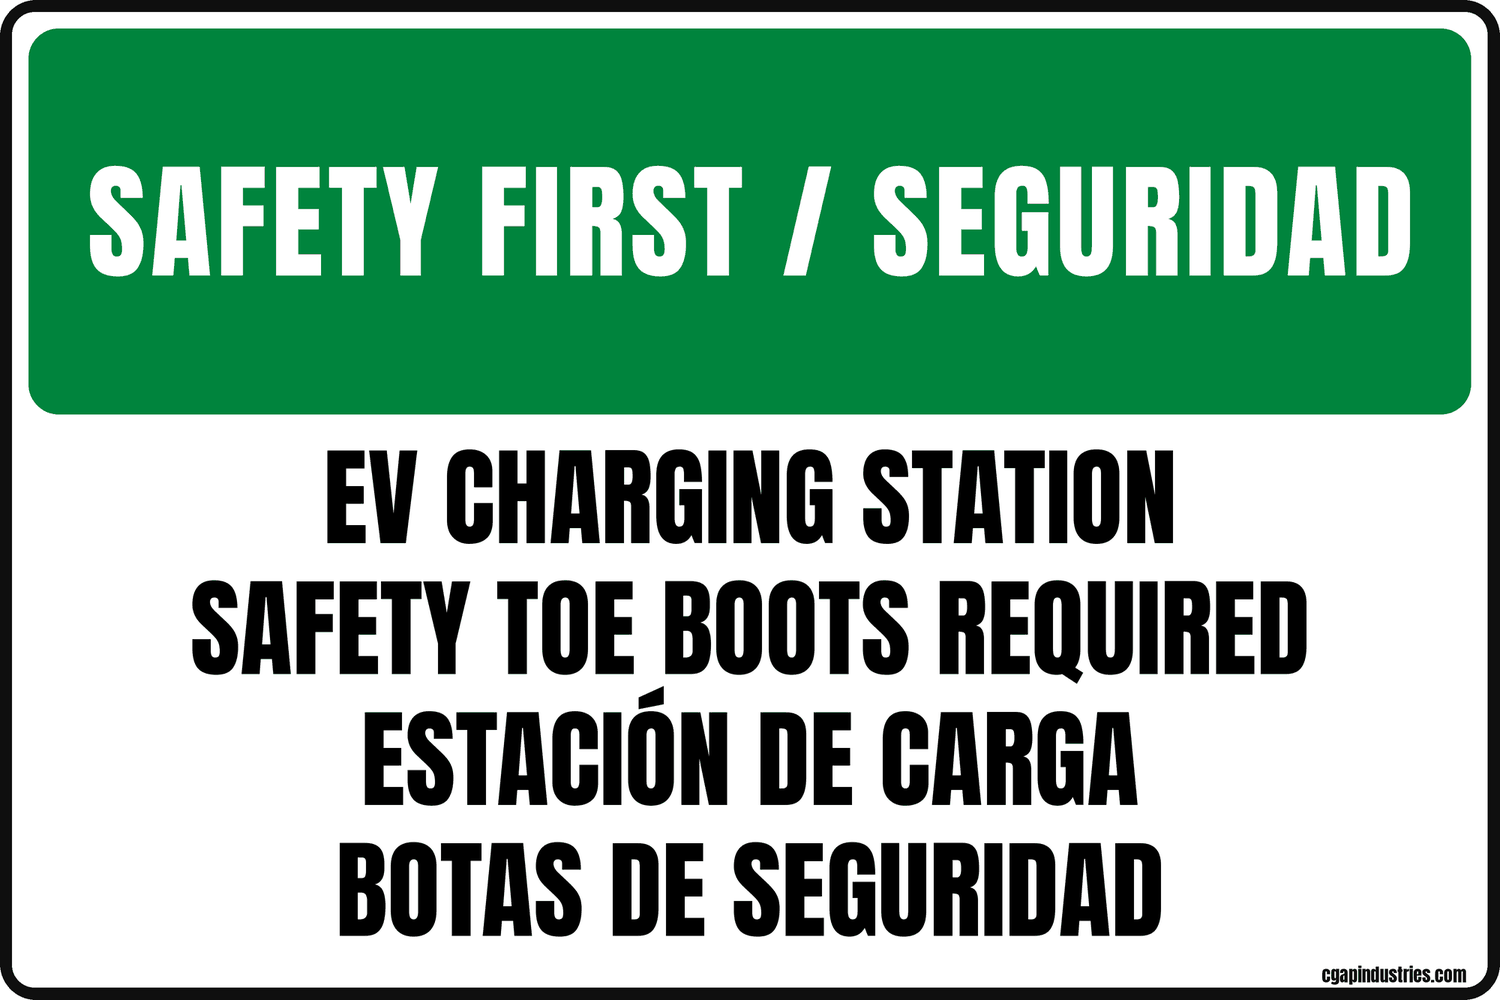 SAFETY FIRST / SEGURIDAD
EV CHARGING STATION
SAFETY TOE BOOTS REQUIRED
ESTACIÓN DE CARGA
BOTAS DE SEGURIDAD
cgapindustries.com